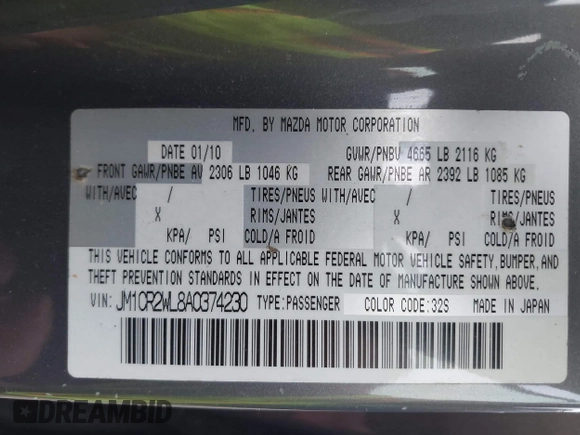 MFD. BY MAZDA MOTOR CORPORATION
DATE 01/10 GVWR/PNBV 4665 LB 2116 KG
FRONT GAWR/PNBE AV 2306 LB 1046 KG REAR GAWR/PNBE AR 2392 LB 1085 KG
WITH/AVEC / TIRES/PNEUS WITH/AVEC / TIRES/PNEUS
X RIMS/JANTES X RIMS/JANTES
KPA/ PSI COLD/A FROID KPA/ PSI COLD/A FROID
THIS VEHICLE CONFORMS TO ALL APPLICABLE FEDERAL MOTOR VEHICLE SAFETY,BUMPER,AND
THEFT PREVENTION STANDARDS IN EFFECT ON THE DATE OF MANUFACTURE SHOWN ABOVE.
VIN: JM1CR2WL8A0374230 TYPE:PASSENGER COLOR CODE:32S MADE IN JAPAN
DREAMBID